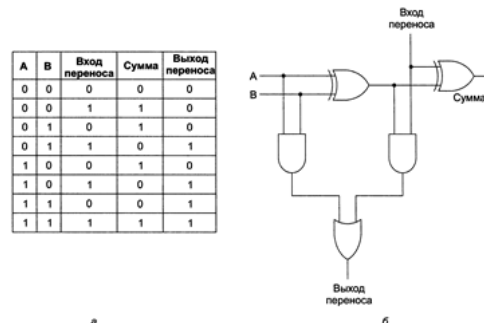 A B Вход переноса Сумма Выход переноса
0 0 0 0 0
0 0 1 1 0
0 1 0 1 0
0 1 1 0 1
1 0 0 1 0
1 0 1 0 1
1 1 0 0 1
1 1 1 1 1
а
Вход
переноса
A
B
Сумма
Выход
переноса
б